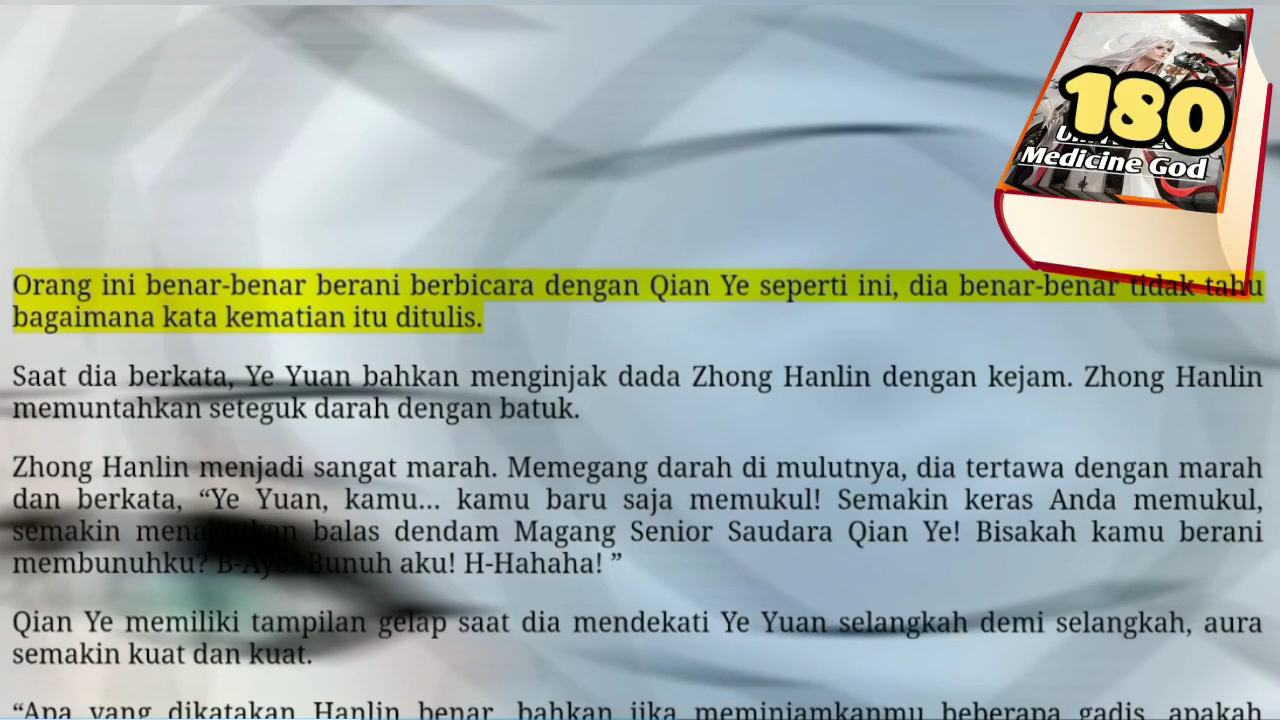 180
Medicine God
Orang ini benar-benar berani berbicara dengan Qian Ye seperti ini, dia benar-benar tidak tahu
bagaimana kata kematian itu ditulis.
Saat dia berkata, Ye Yuan bahkan menginjak dada Zhong Hanlin dengan kejam. Zhong Hanlin
memuntahkan seteguk darah dengan batuk.
Zhong Hanlin menjadi sangat marah. Memegang darah di mulutnya, dia tertawa dengan marah
dan berkata, “Ye Yuan, kamu... kamu baru saja memukul! Semakin keras Anda memukul,
semakin menakutkan balas dendam Magang Senior Saudara Qian Ye! Bisakah kamu berani
membunuhku? B-Ayo! Bunuh aku! H-Hahaha! ”
Qian Ye memiliki tampilan gelap saat dia mendekati Ye Yuan selangkah demi selangkah, aura
semakin kuat dan kuat.
“Apa yang dikatakan Hanlin benar, bahkan jika meminjamkanmu beberapa gadis, apakah